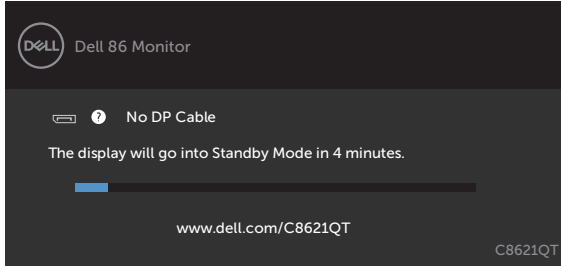 DELL Dell 86 Monitor
? No DP Cable
The display will go into Standby Mode in 4 minutes.
www.dell.com/C8621QT
C8621QT